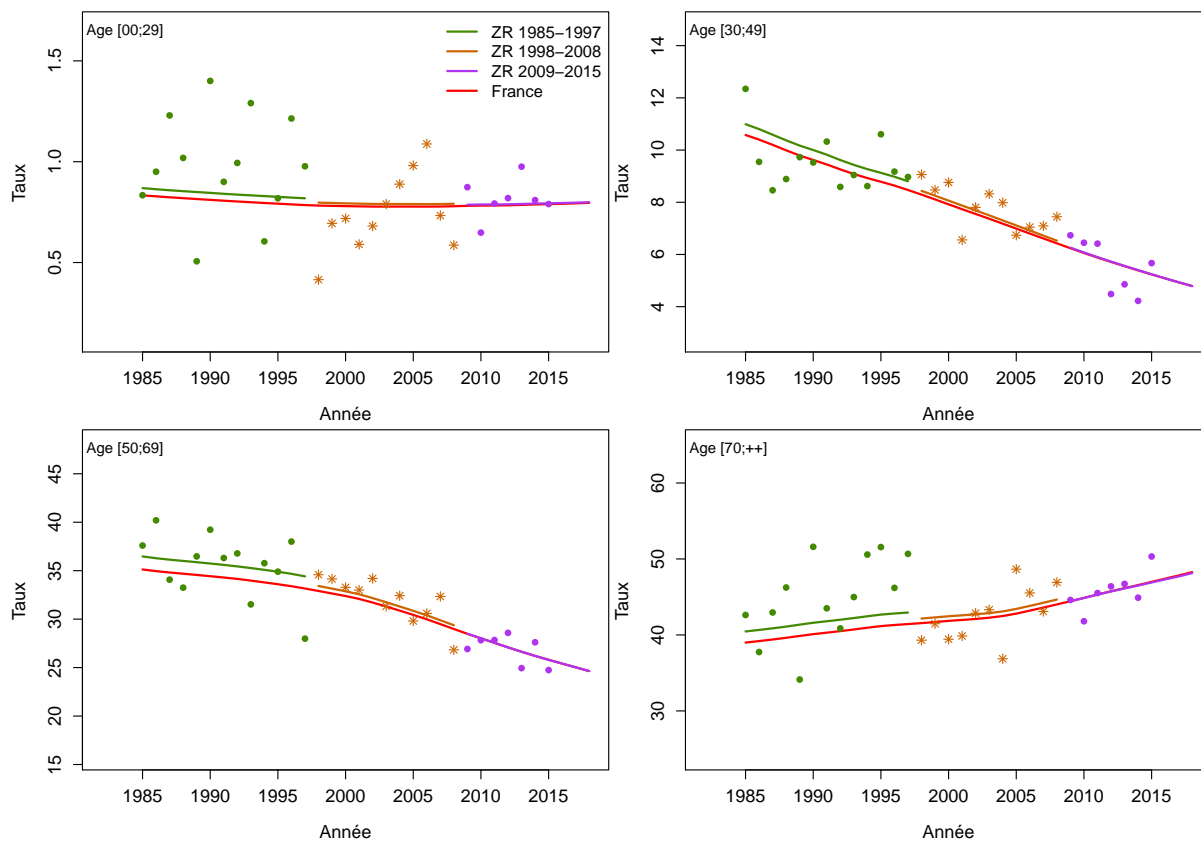 Age [00;29]
ZR 1985−1997
ZR 1998−2008
ZR 2009−2015
France
Taux
0.5
1.0
1.5
1985 1990 1995 2000 2005 2010 2015
Année
Age [30;49]
Taux
4
6
8
10
12
14
1985 1990 1995 2000 2005 2010 2015
Année
Age [50;69]
Taux
15
20
25
30
35
40
45
1985 1990 1995 2000 2005 2010 2015
Année
Age [70;++]
Taux
30
40
50
60
1985 1990 1995 2000 2005 2010 2015
Année